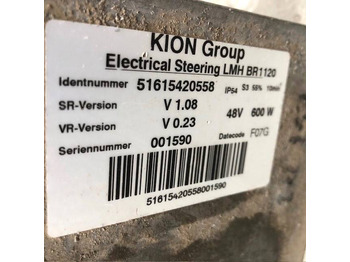 KION Group
Electrical Steering LMH BR1120
Identnummer 51615420558 IP54 S3 58% 10min
SR-Version V 1.08 48V 600 W
VR-Version V 0.23 Datecode F07G
Seriennummer 001590
51615420558001590